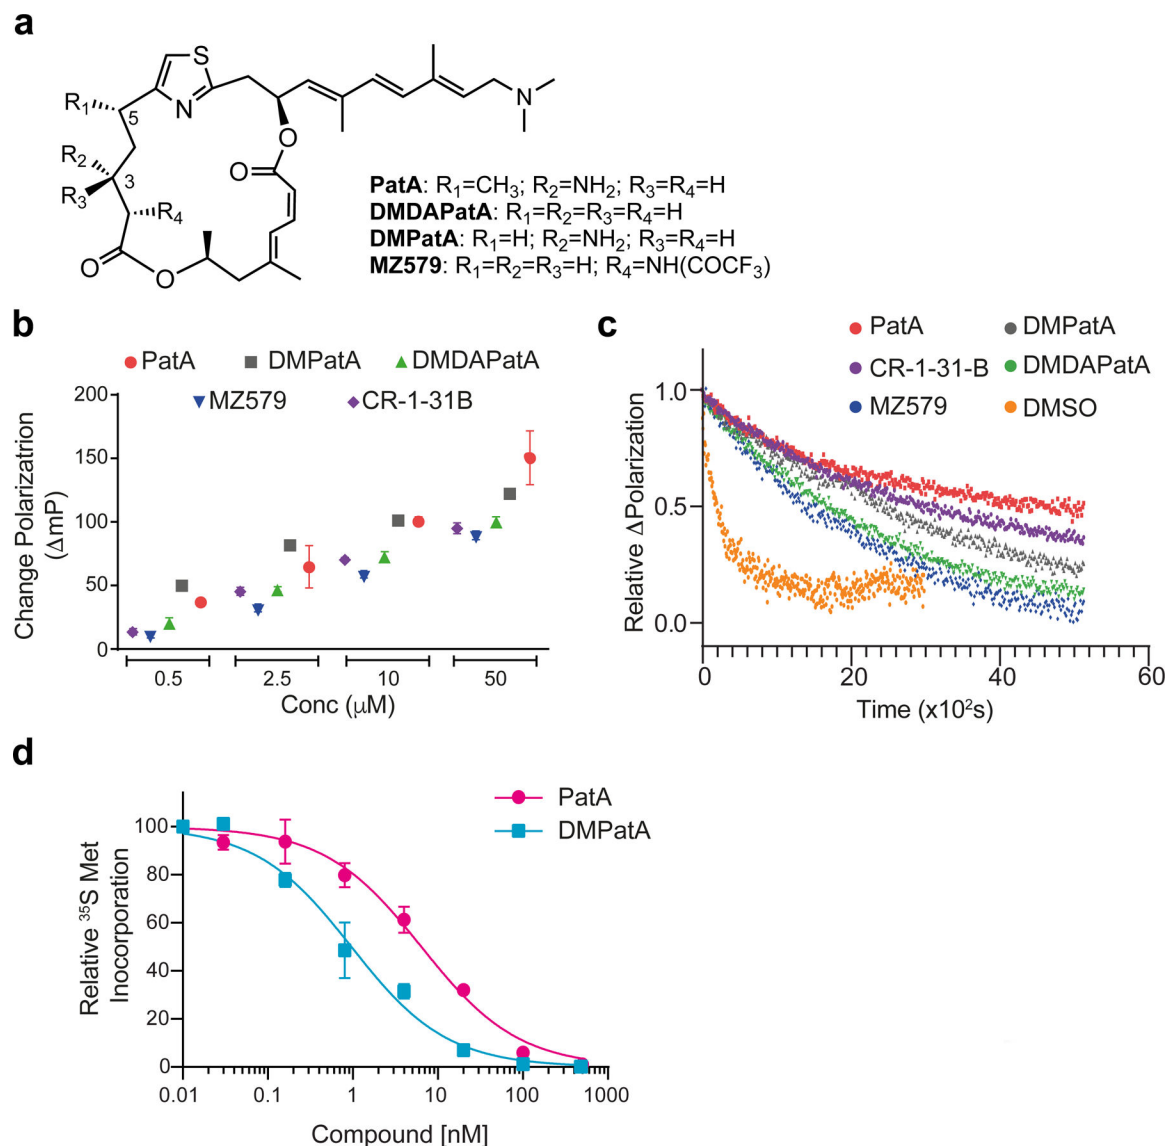 a
S
N
R₁
5
R₂
3
R₃
R₄
O
O
O
O
N
PatA: R₁=CH₃; R₂=NH₂; R₃=R₄=H
DMDAPatA: R₁=R₂=R₃=R₄=H
DMPatA: R₁=H; R₂=NH₂; R₃=R₄=H
MZ579: R₁=R₂=R₃=H; R₄=NH(COCF₃)
b
PatA DMPatA DMDAPatA
MZ579 CR-1-31B
Change Polarizatrion
(ΔmP)
200
150
100
50
0
0.5 2.5 10 50
Conc (μM)
c
PatA DMPatA
CR-1-31-B DMDAPatA
MZ579 DMSO
Relative ΔPolarization
1.0
0.5
0.0
0 20 40 60
Time (x10²s)
d
PatA
DMPatA
Relative ³⁵S Met
Inocorporation
100
80
60
40
20
0
0.01 0.1 1 10 100 1000
Compound [nM]